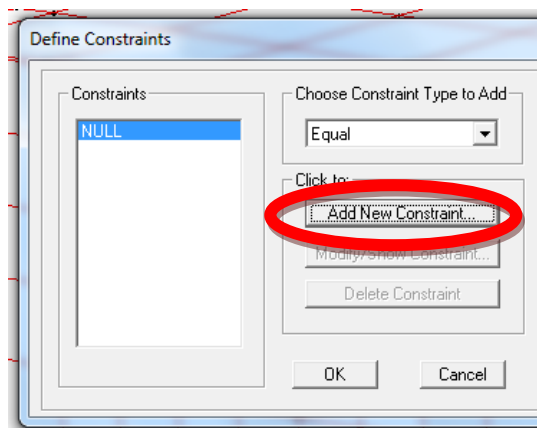 Define Constraints
Constraints
NULL
Choose Constraint Type to Add
Equal
Click to:
Add New Constraint...
Modify/Show Constraint...
Delete Constraint
OK
Cancel